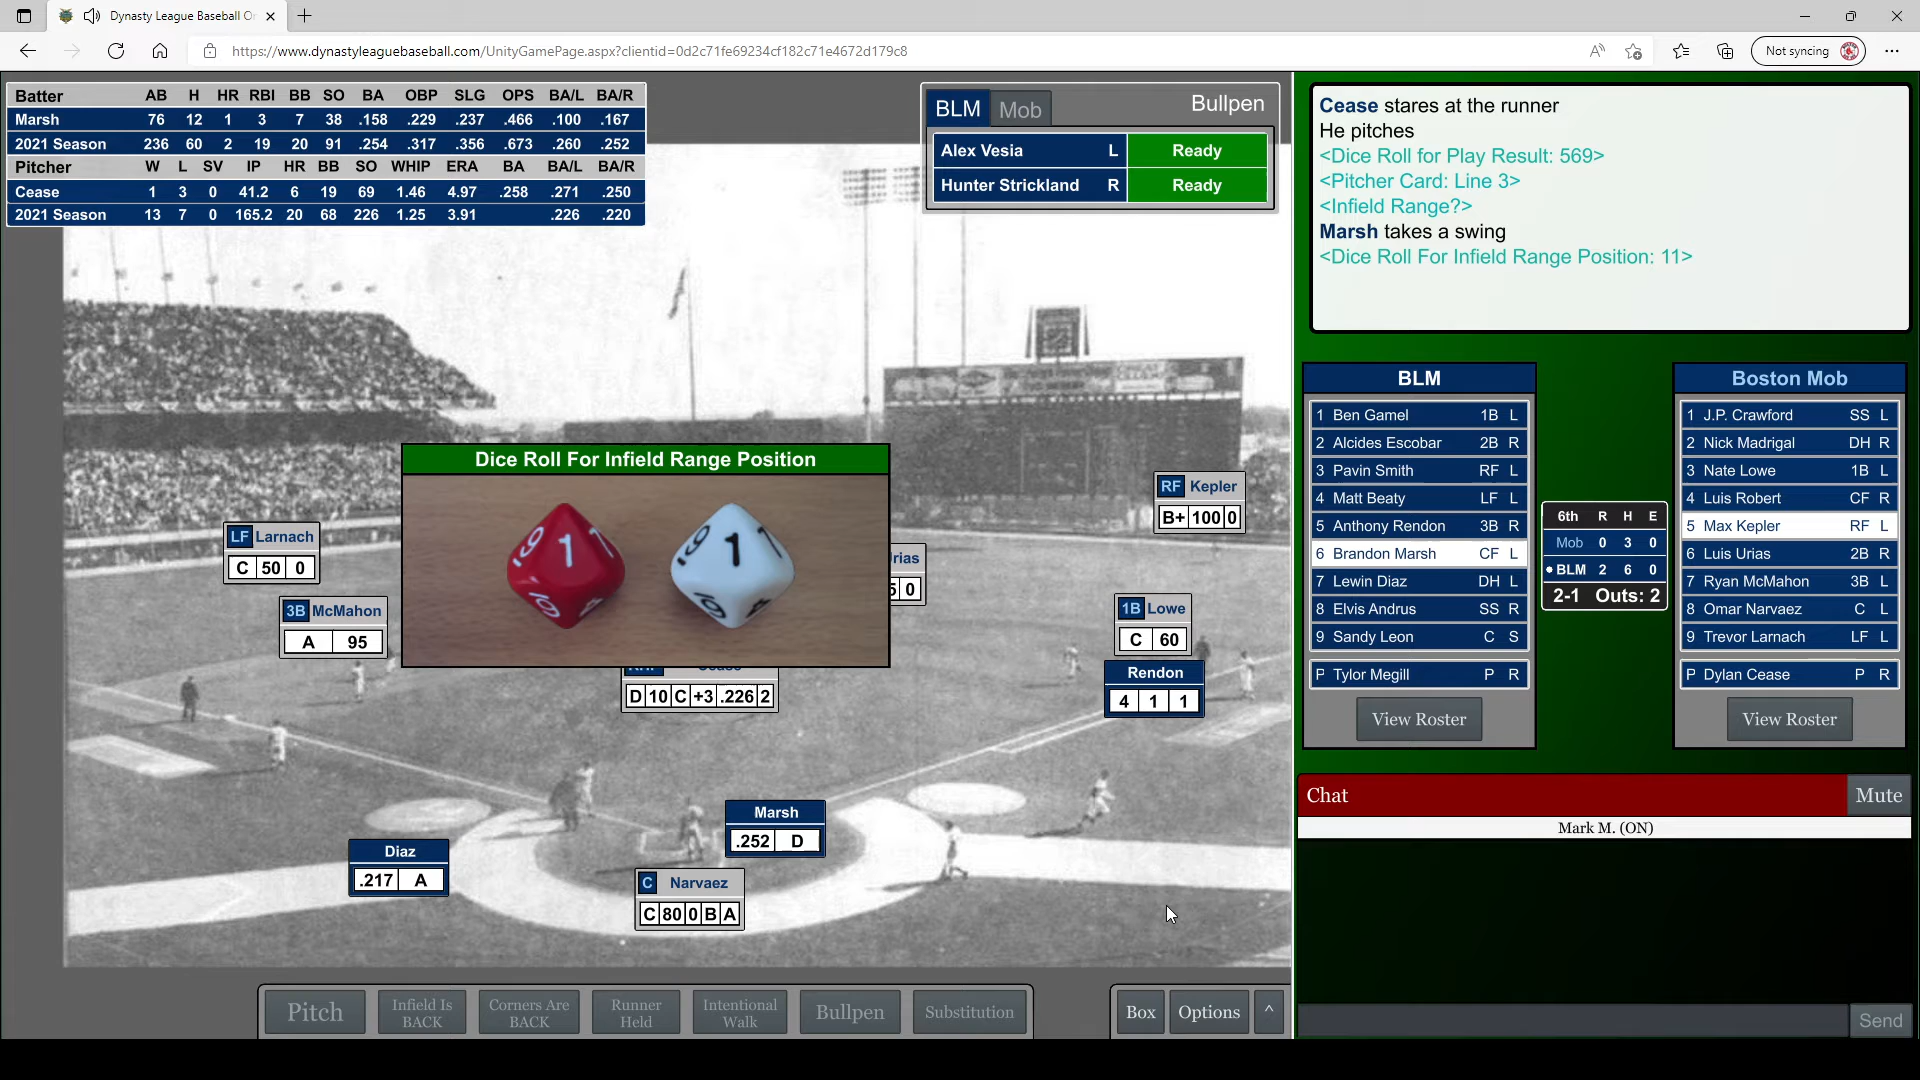 Dynasty League Baseball O
https://www.dynastyleaguebaseball.com/UnityGamePage.aspx?clientid=0d2c71fe69234cf182c71e4672d179c8
Not syncing
Batter AB H HR RBI BB SO BA OBP SLG OPS BA/L BA/R
Marsh 76 12 1 3 7 38 .158 .229 .237 .466 .100 .167
2021 Season 236 60 2 19 20 91 .254 .317 .356 .673 .260 .252
Pitcher W L SV IP HR BB SO WHIP ERA BA BA/L BA/R
Cease 1 3 0 41.2 6 19 69 1.46 4.97 .258 .271 .250
2021 Season 13 7 0 165.2 20 68 226 1.25 3.91 .226 .220
BLM Mob Bullpen
Alex Vesia L Ready
Hunter Strickland R Ready
Cease stares at the runner
He pitches
<Dice Roll for Play Result: 569>
<Pitcher Card: Line 3>
<Infield Range?>
Marsh takes a swing
<Dice Roll For Infield Range Position: 11>
Dice Roll For Infield Range Position
9 1 1 10
9 1 1 10
LF Larnach
C 50 0
3B McMahon
A 95
RF Kepler
B+ 100 0
rias
5 0
1B Lowe
C 60
Rendon
4 1 1
D 10 C +3 .226 2
Marsh
.252 D
Diaz
.217 A
C Narvaez
C 80 0 B A
BLM
1 Ben Gamel 1B L
2 Alcides Escobar 2B R
3 Pavin Smith RF L
4 Matt Beaty LF L
5 Anthony Rendon 3B R
6 Brandon Marsh CF L
7 Lewin Diaz DH L
8 Elvis Andrus SS R
9 Sandy Leon C S
P Tylor Megill P R
View Roster
6th R H E
Mob 0 3 0
BLM 2 6 0
2-1 Outs: 2
Boston Mob
1 J.P. Crawford SS L
2 Nick Madrigal DH R
3 Nate Lowe 1B L
4 Luis Robert CF R
5 Max Kepler RF L
6 Luis Urias 2B R
7 Ryan McMahon 3B L
8 Omar Narvaez C L
9 Trevor Larnach LF L
P Dylan Cease P R
View Roster
Chat Mute
Mark M. (ON)
Send
Pitch
Infield Is
BACK
Corners Are
BACK
Runner
Held
Intentional
Walk
Bullpen
Substitution
Box
Options
^